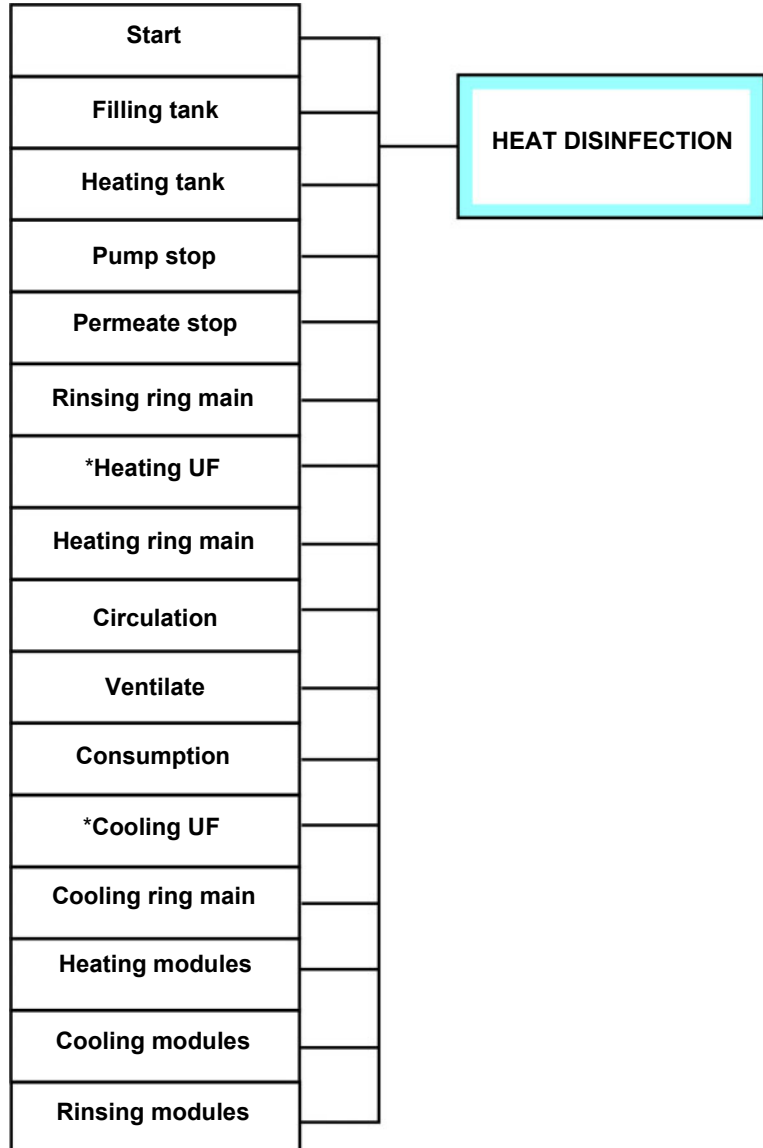 Start
HEAT DISINFECTION
Filling tank
Heating tank
Pump stop
Permeate stop
Rinsing ring main
*Heating UF
Heating ring main
Circulation
Ventilate
Consumption
*Cooling UF
Cooling ring main
Heating modules
Cooling modules
Rinsing modules